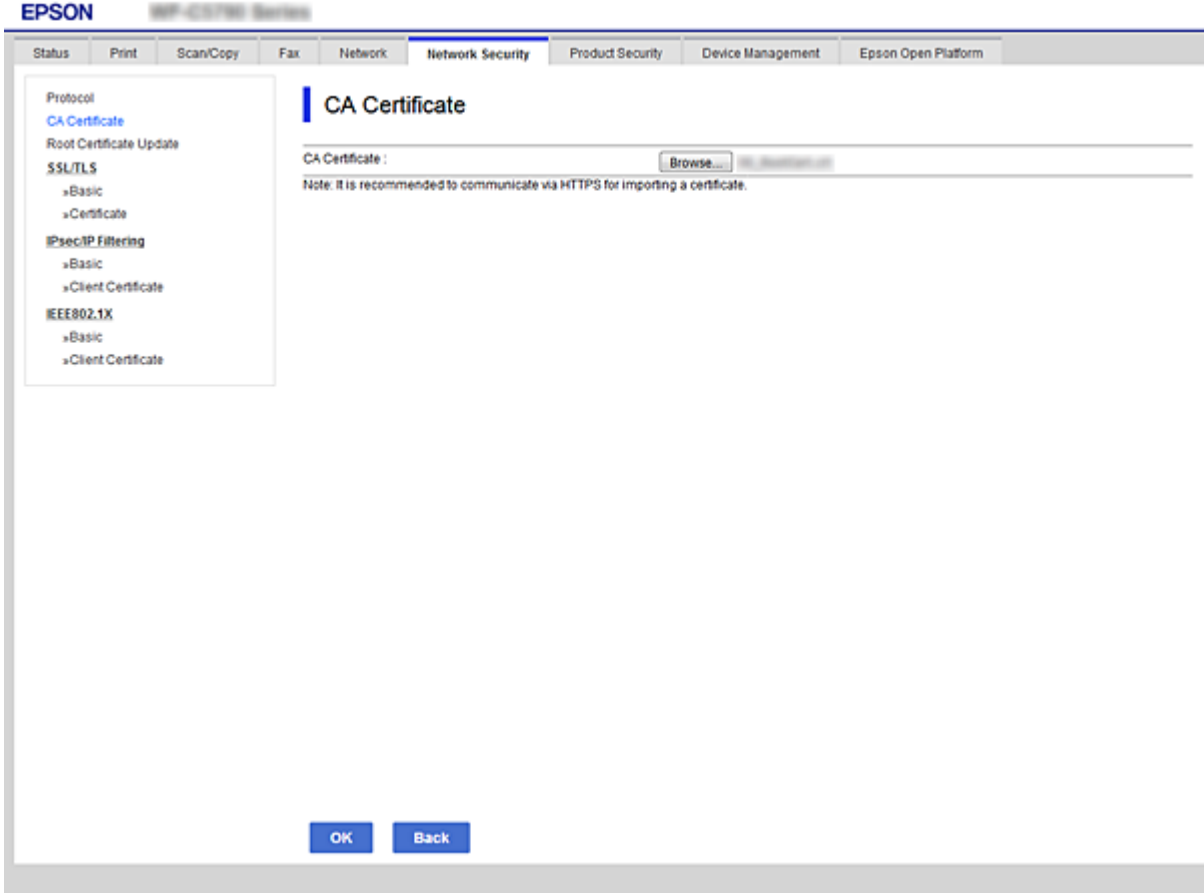 EPSON
Status Print Scan/Copy Fax Network Network Security Product Security Device Management Epson Open Platform
Protocol
CA Certificate
Root Certificate Update
SSL/TLS
»Basic
»Certificate
IPsec/IP Filtering
»Basic
»Client Certificate
IEEE802.1X
»Basic
»Client Certificate
CA Certificate
CA Certificate : Browse...
Note: It is recommended to communicate via HTTPS for importing a certificate.
OK Back